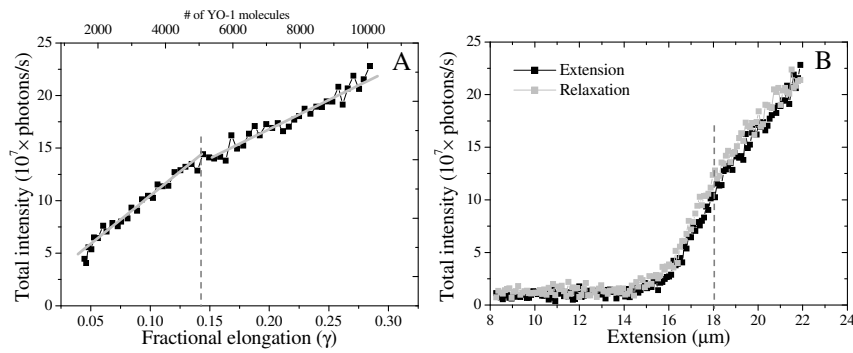 # of YO-1 molecules
2000 4000 6000 8000 10000
A
25
20
15
10
5
0
Total intensity (10⁷× photons/s)
0.05 0.10 0.15 0.20 0.25 0.30
Fractional elongation (γ)
B
Extension
Relaxation
25
20
15
10
5
0
Total intensity (10⁷× photons/s)
8 10 12 14 16 18 20 22 24
Extension (μm)